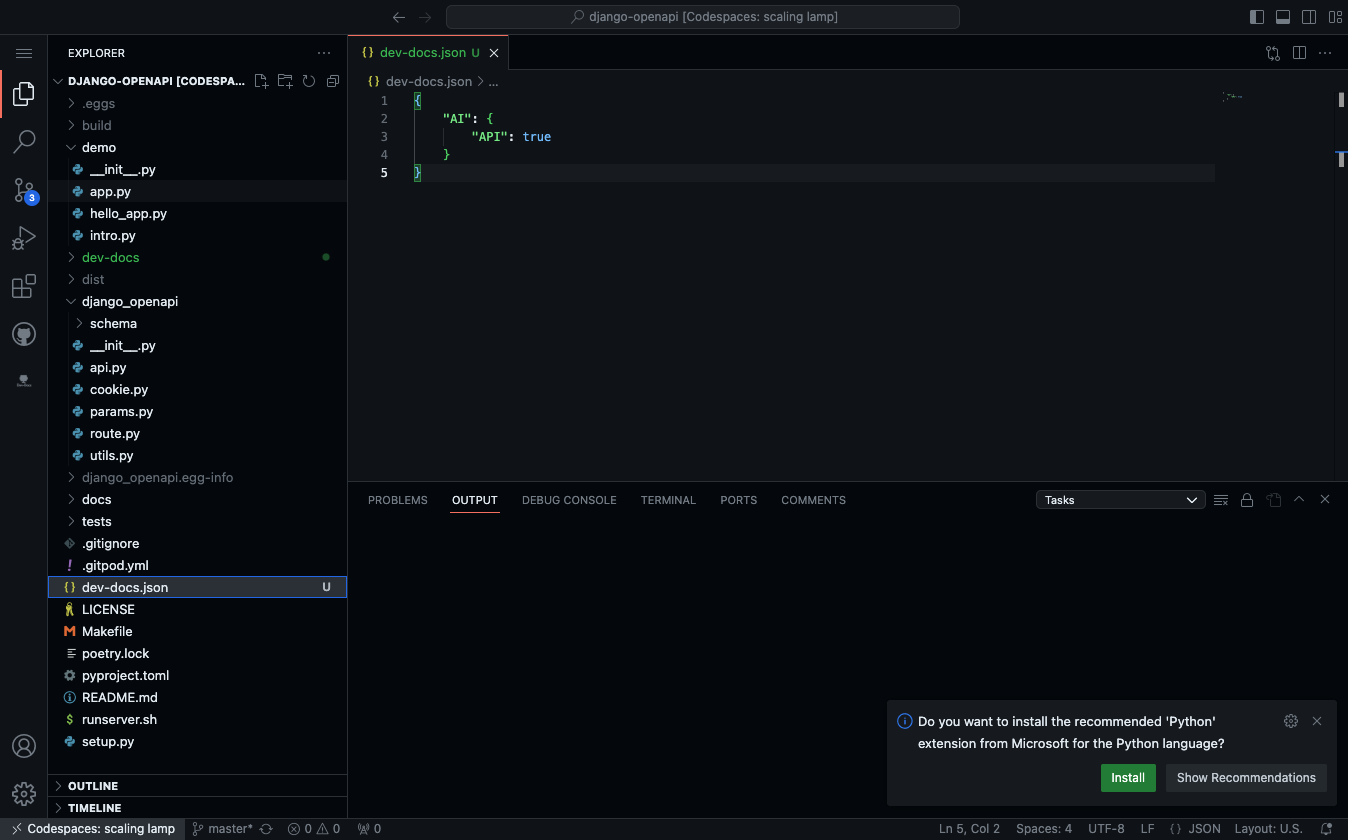 django-openapi [Codespaces: scaling lamp]
EXPLORER
DJANGO-OPENAPI [CODESPA...
.eggs
build
demo
__init__.py
app.py
hello_app.py
intro.py
dev-docs
dist
django_openapi
schema
__init__.py
api.py
cookie.py
params.py
route.py
utils.py
django_openapi.egg-info
docs
tests
.gitignore
! .gitpod.yml
{} dev-docs.json U
LICENSE
M Makefile
poetry.lock
pyproject.toml
README.md
$ runserver.sh
setup.py
OUTLINE
TIMELINE
3
{} dev-docs.json U
{} dev-docs.json > ...
1 {
2 "AI": {
3 "API": true
4 }
5 }
PROBLEMS OUTPUT DEBUG CONSOLE TERMINAL PORTS COMMENTS Tasks
Do you want to install the recommended 'Python'
extension from Microsoft for the Python language?
Install Show Recommendations
Codespaces: scaling lamp master* 0 0 0 Ln 5, Col 2 Spaces: 4 UTF-8 LF {} JSON Layout: U.S.